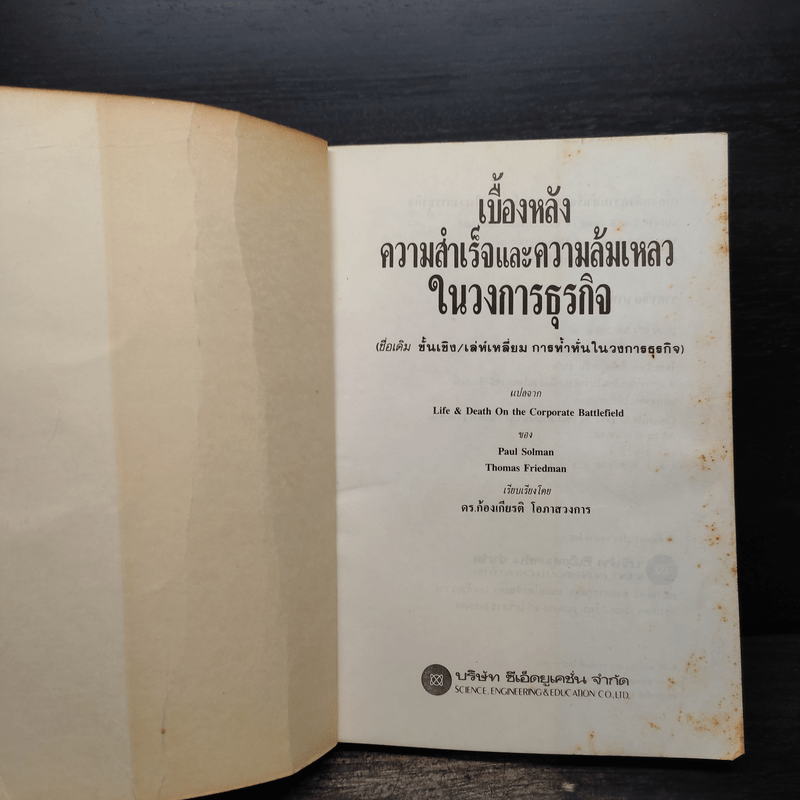 เบื้องหลัง
ความสำเร็จและความล้มเหลว
ในวงการธุรกิจ
(ชื่อเดิม ชั้นเชิง/เล่ห์เหลี่ยม การห้ำหั่นในวงการธุรกิจ)
แปลจาก
Life & Death On the Corporate Battlefield
ของ
Paul Solman
Thomas Friedman
เรียบเรียงโดย
ดร.ก้องเกียรติ โอภาสวงการ
บริษัท ซีเอ็ดยูเคชั่น จำกัด
SCIENCE, ENGINEERING & EDUCATION CO., LTD.